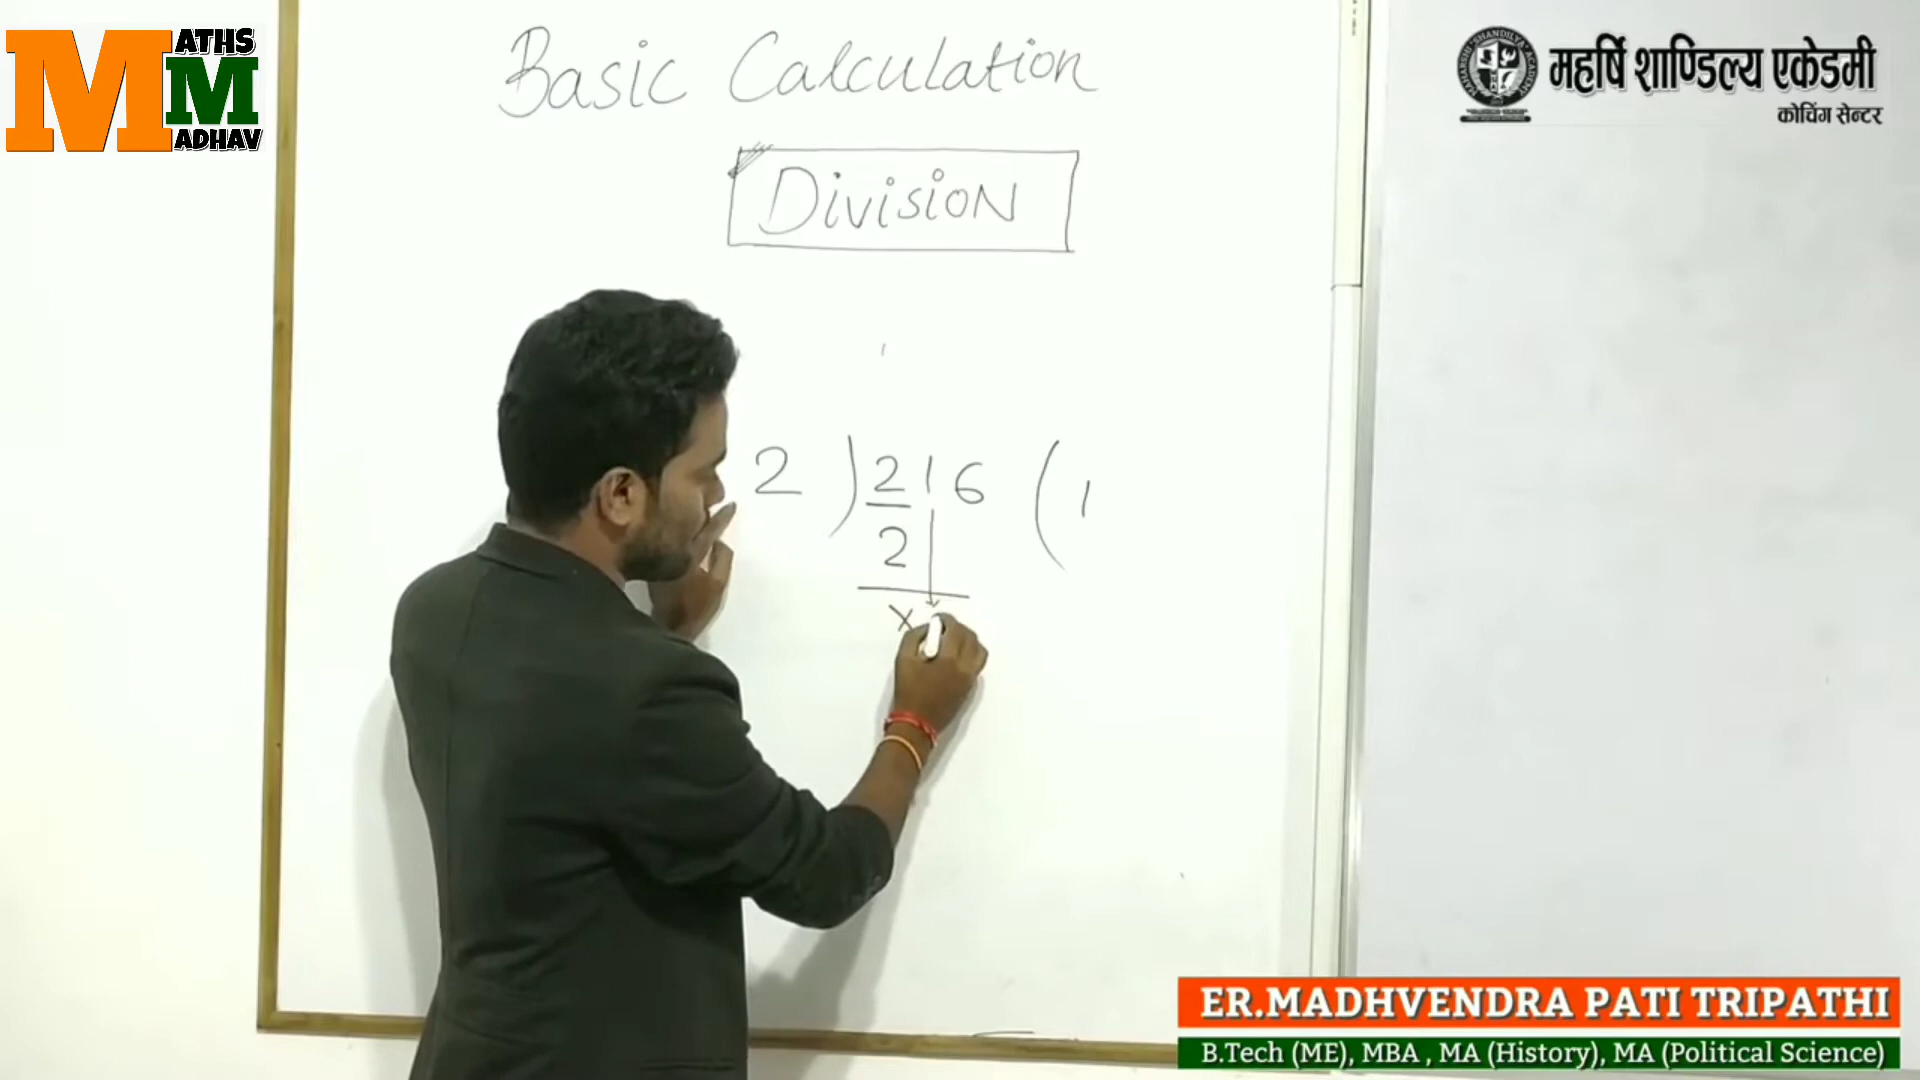 MATHS
MADHAV
Basic Calculation
Division
महर्षि शाण्डिल्य एकेडमी
कोचिंग सेन्टर
2 ) 216 ( 1
2
x
ER.MADHVENDRA PATI TRIPATHI
B.Tech (ME), MBA , MA (History), MA (Political Science)